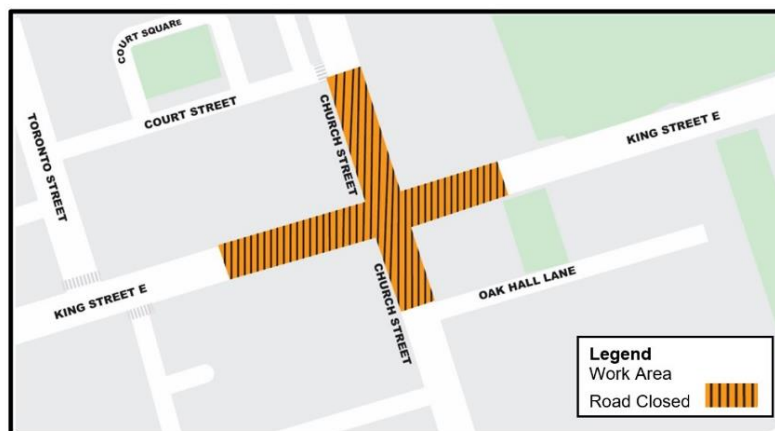 COURT SQUARE
TORONTO STREET
COURT STREET
CHURCH STREET
KING STREET E
KING STREET E
CHURCH STREET
OAK HALL LANE
Legend
Work Area
Road Closed